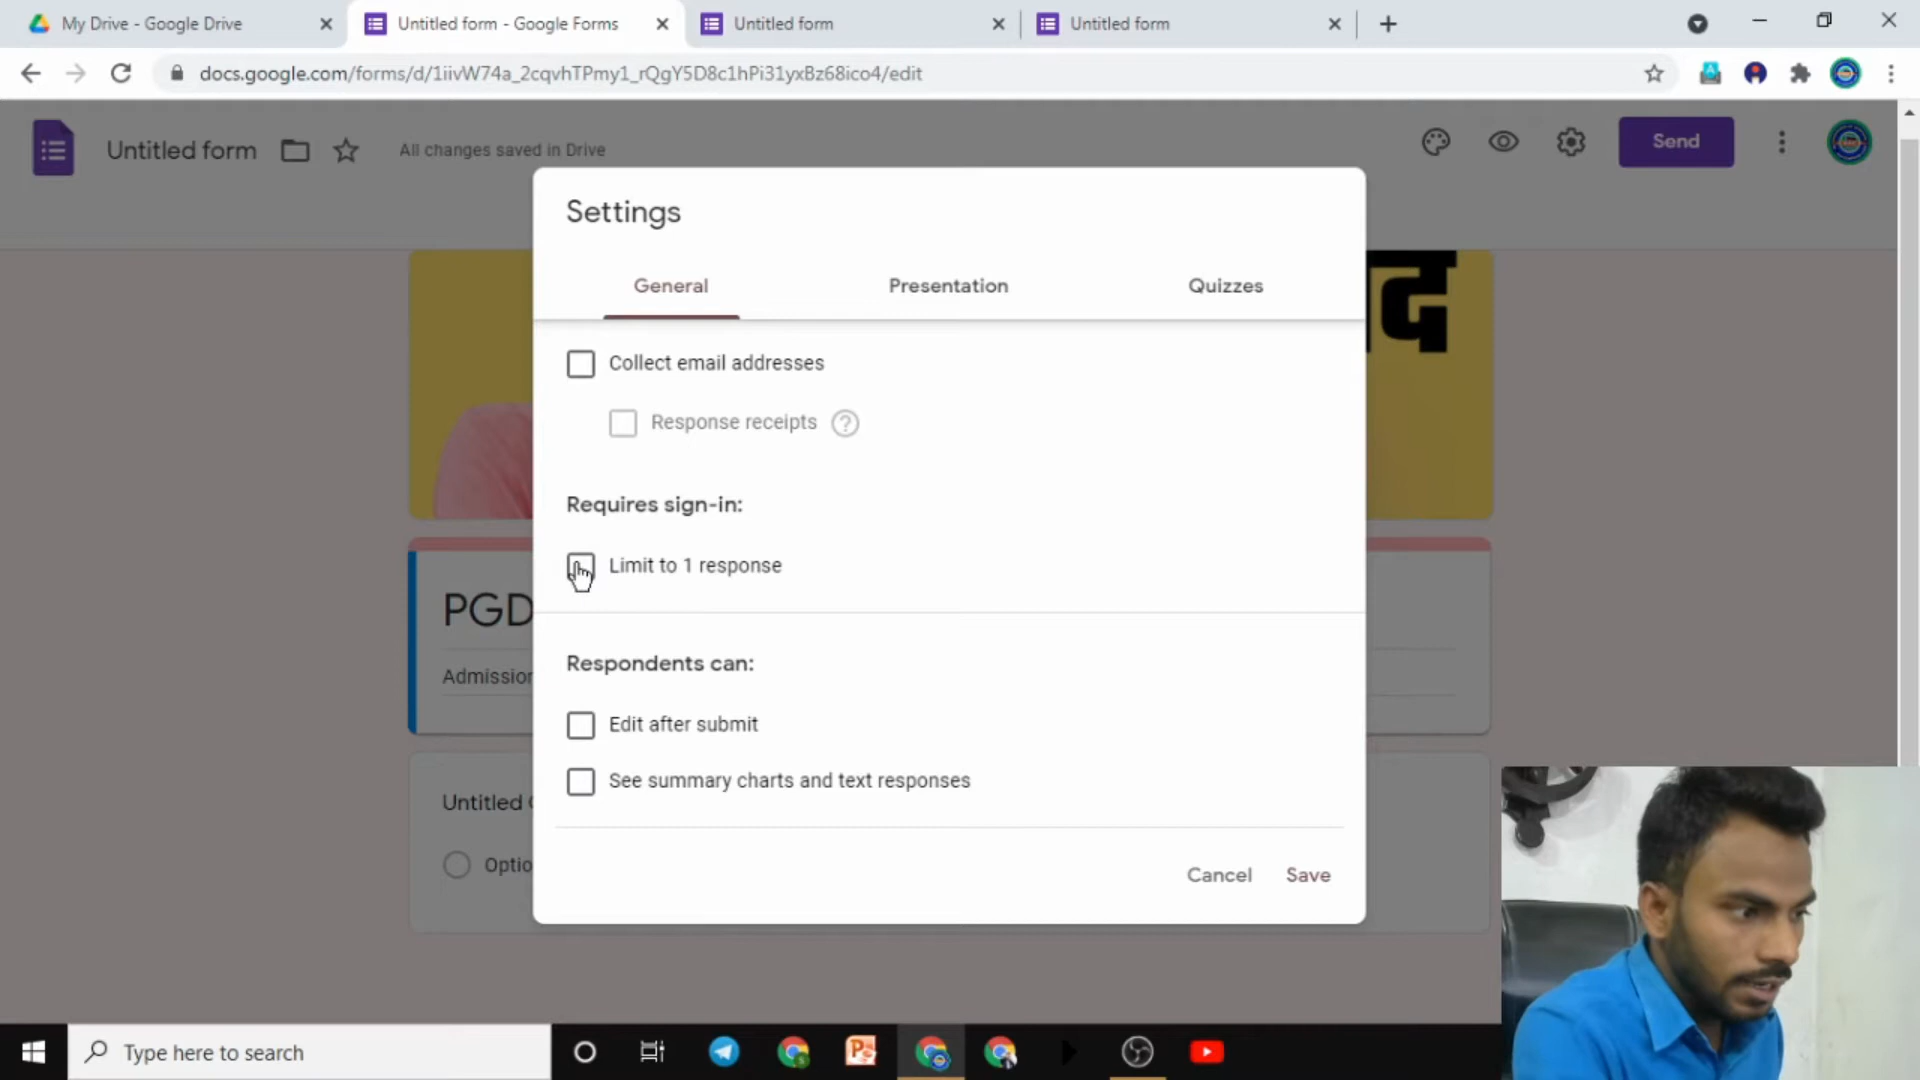 My Drive - Google Drive
Untitled form - Google Forms
Untitled form
Untitled form
docs.google.com/forms/d/1iivW74a_2cqvhTPmy1_rQgY5D8c1hPi31yxBz68ico4/edit
Untitled form
All changes saved in Drive
Send
Settings
General
Presentation
Quizzes
द
Collect email addresses
Response receipts
?
Requires sign-in:
Limit to 1 response
PGD
Respondents can:
Admission
Edit after submit
See summary charts and text responses
Untitled
Optio
Cancel
Save
Type here to search